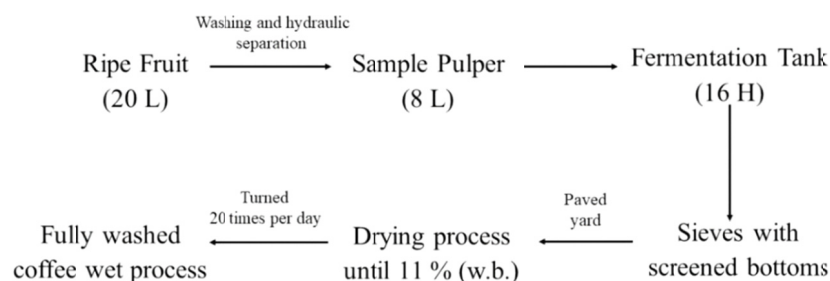 Washing and hydraulic
separation
Ripe Fruit
(20 L)
Sample Pulper
(8 L)
Fermentation Tank
(16 H)
Sieves with
screened bottoms
Paved
yard
Drying process
until 11 % (w.b.)
Turned
20 times per day
Fully washed
coffee wet process